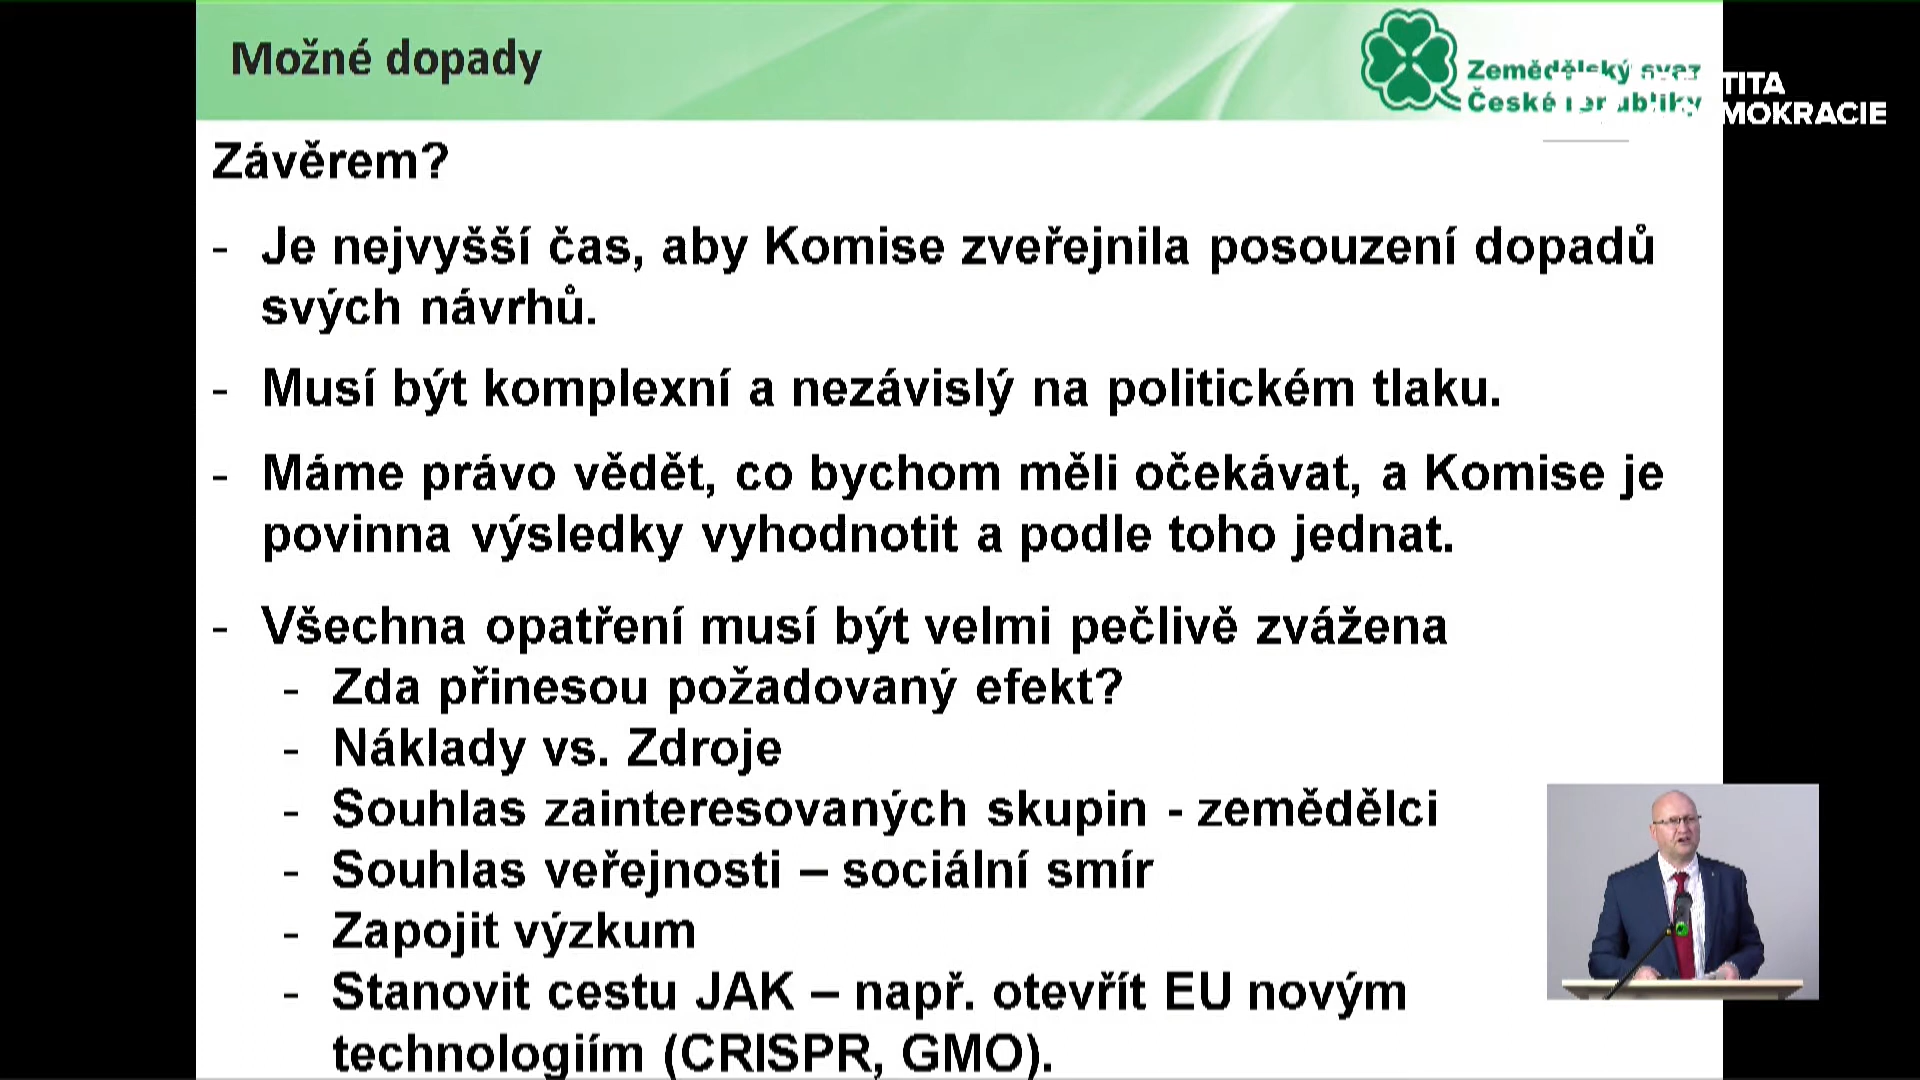 Možné dopady
Zemědělský svaz
České republiky
TITA
MOKRACIE
Závěrem?
- Je nejvyšší čas, aby Komise zveřejnila posouzení dopadů
svých návrhů.
- Musí být komplexní a nezávislý na politickém tlaku.
- Máme právo vědět, co bychom měli očekávat, a Komise je
povinna výsledky vyhodnotit a podle toho jednat.
- Všechna opatření musí být velmi pečlivě zvážena
- Zda přinesou požadovaný efekt?
- Náklady vs. Zdroje
- Souhlas zainteresovaných skupin - zemědělci
- Souhlas veřejnosti – sociální smír
- Zapojit výzkum
- Stanovit cestu JAK – např. otevřít EU novým
technologiím (CRISPR, GMO).